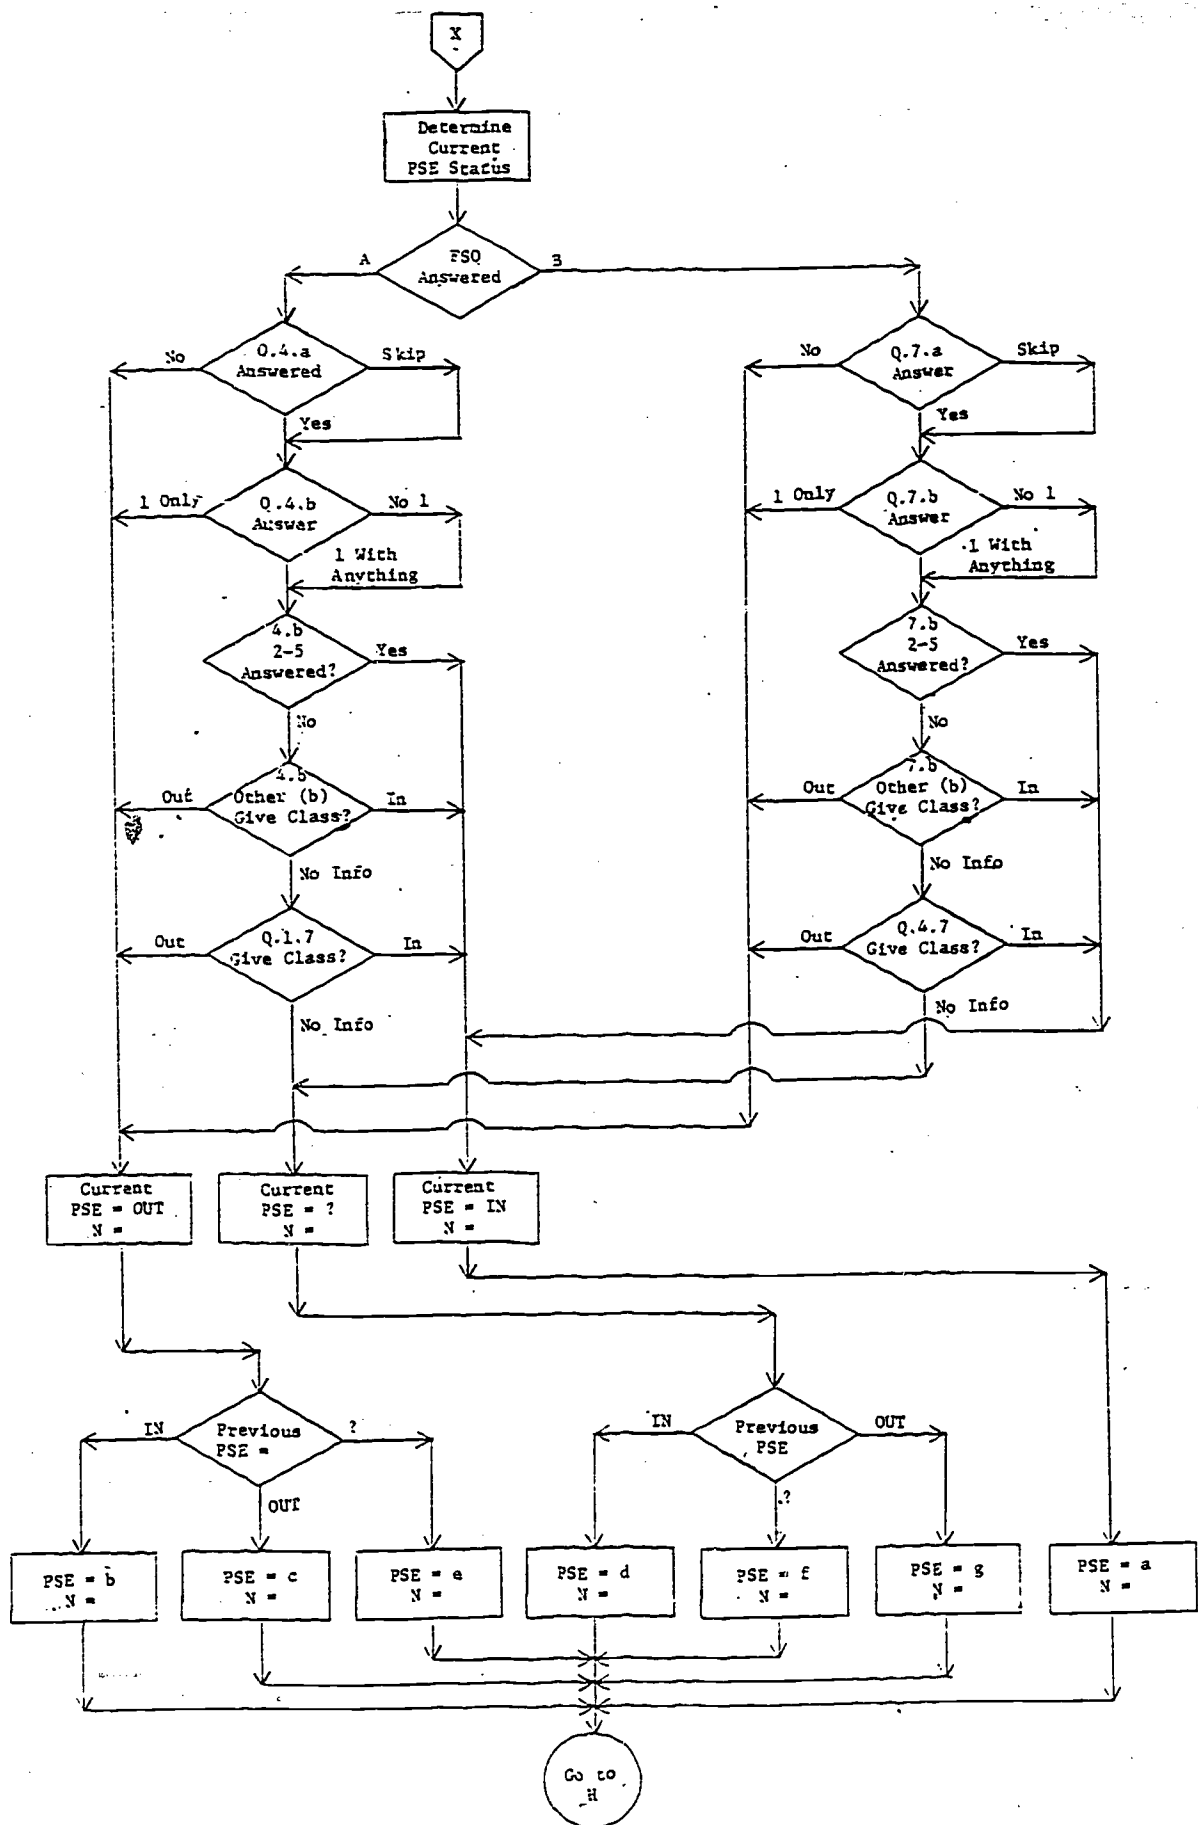 X
Determine
Current
PSE Status
A
FSQ
Answered
B
No
Q.4.a
Answered
Skip
Yes
No
Q.7.a
Answer
Skip
Yes
1 Only
Q.4.b
Answer
No 1
1 With
Anything
1 Only
Q.7.b
Answer
No 1
1 With
Anything
4.b
2-5
Answered?
Yes
No
7.b
2-5
Answered?
Yes
No
Out
4.b
Other (b)
Give Class?
In
No Info
Out
7.b
Other (b)
Give Class?
In
No Info
Out
Q.1.7
Give Class?
In
No Info
Out
Q.4.7
Give Class?
In
No Info
Current
PSE = OUT
N =
Current
PSE = ?
N =
Current
PSE = IN
N =
IN
Previous
PSE =
?
OUT
IN
Previous
PSE
OUT
?
PSE = b
N =
PSE = c
N =
PSE = e
N =
PSE = d
N =
PSE = f
N =
PSE = g
N =
PSE = a
N =
Go to
H